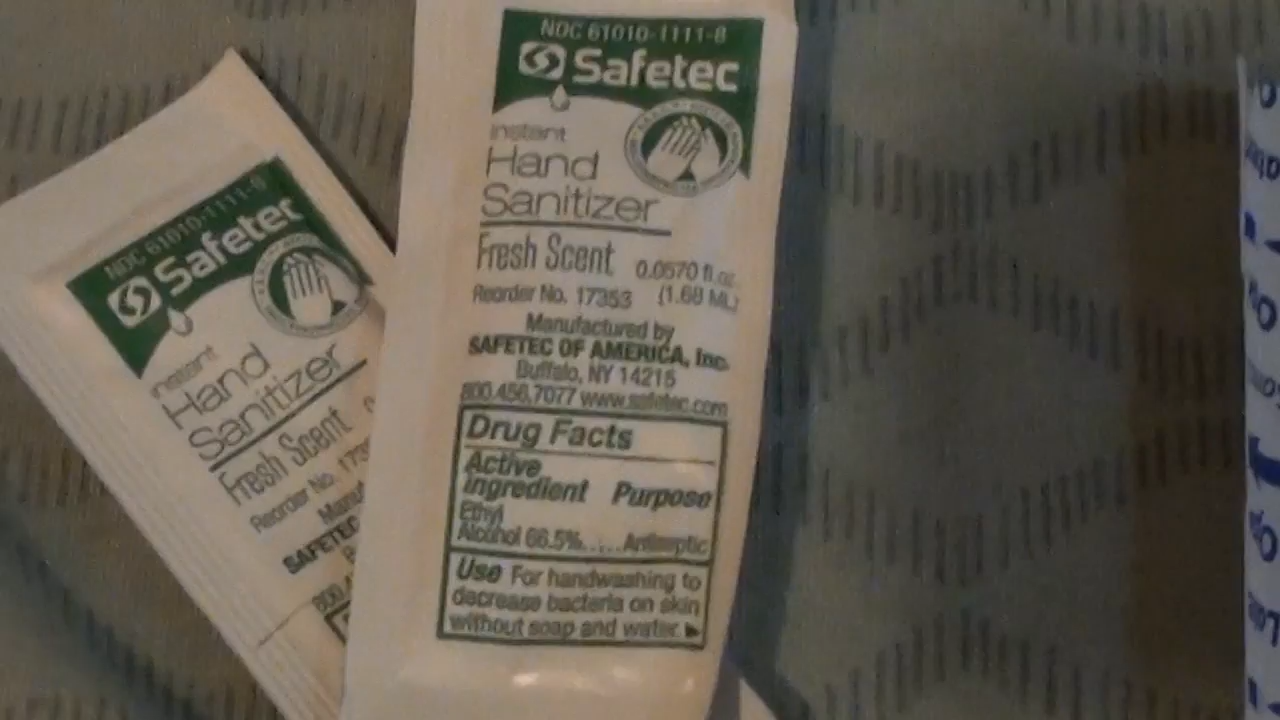 NDC 61010-1111-8
Safetec
instant
Hand
Sanitizer
Fresh Scent 0.0570 fl.oz.
Reorder No. 17353 (1.68 ML)
Manufactured by
SAFETEC OF AMERICA, Inc.
Buffalo, NY 14215
800.456.7077 www.safetec.com
Drug Facts
Active
ingredient Purpose
Ethyl
Alcohol 66.5%.....Antiseptic
Use For handwashing to
decrease bacteria on skin
without soap and water. ▶
NDC 61010-1111-8
Safetec
instant
Hand
Sanitizer
Fresh Scent
Reorder No.
SAFETEC